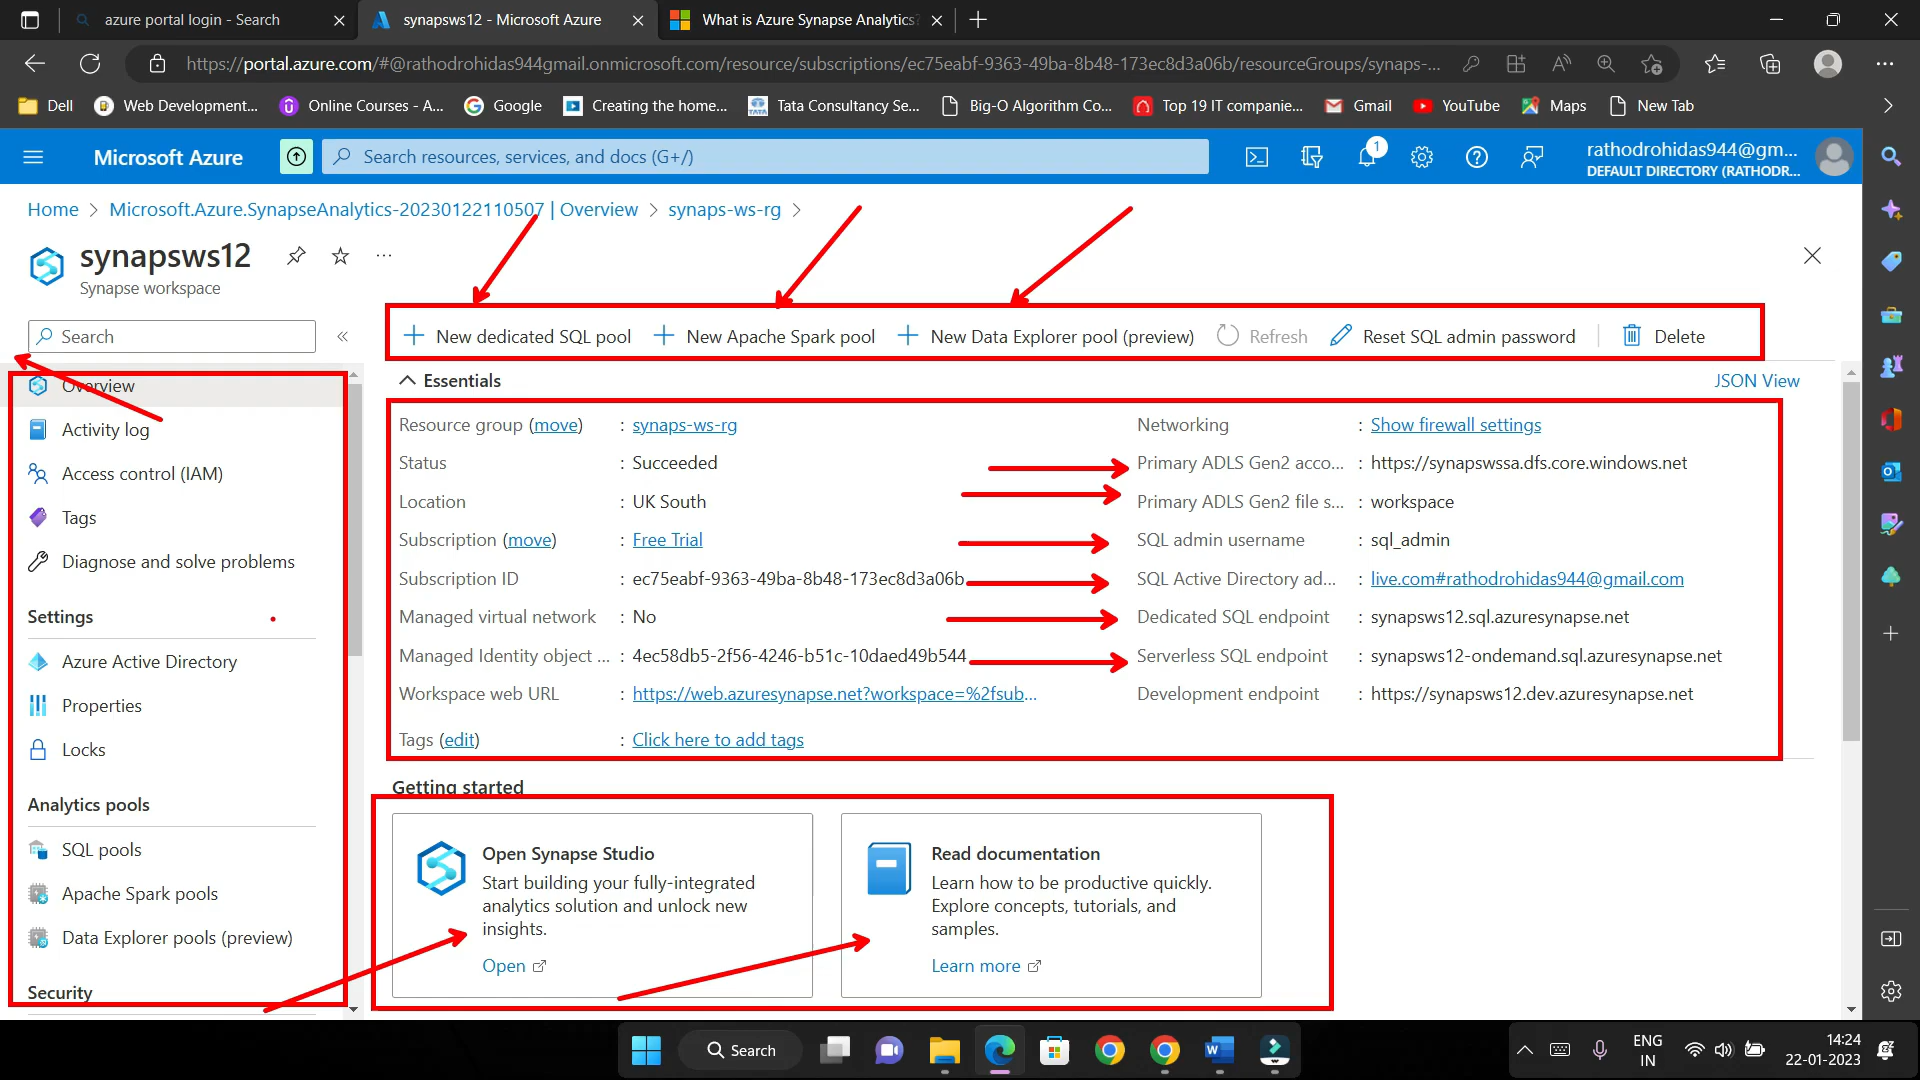 azure portal login - Search
synapsws12 - Microsoft Azure
What is Azure Synapse Analytics?
https://portal.azure.com/#@rathodrohidas944gmail.onmicrosoft.com/resource/subscriptions/ec75eabf-9363-49ba-8b48-173ec8d3a06b/resourceGroups/synaps-...
Dell
Web Development...
Online Courses - A...
Google
Creating the home...
Tata Consultancy Se...
Big-O Algorithm Co...
Top 19 IT companie...
Gmail
YouTube
Maps
New Tab
Microsoft Azure
Search resources, services, and docs (G+/)
1
rathodrohidas944@gm...
DEFAULT DIRECTORY (RATHODR...
Home > Microsoft.Azure.SynapseAnalytics-20230122110507 | Overview > synaps-ws-rg >
synapsws12
Synapse workspace
Search
Overview
Activity log
Access control (IAM)
Tags
Diagnose and solve problems
Settings
Azure Active Directory
Properties
Locks
Analytics pools
SQL pools
Apache Spark pools
Data Explorer pools (preview)
Security
New dedicated SQL pool
New Apache Spark pool
New Data Explorer pool (preview)
Refresh
Reset SQL admin password
Delete
Essentials
JSON View
Resource group (move) : synaps-ws-rg
Status : Succeeded
Location : UK South
Subscription (move) : Free Trial
Subscription ID : ec75eabf-9363-49ba-8b48-173ec8d3a06b
Managed virtual network : No
Managed Identity object ... : 4ec58db5-2f56-4246-b51c-10daed49b544
Workspace web URL : https://web.azuresynapse.net?workspace=%2fsub...
Tags (edit) : Click here to add tags
Networking : Show firewall settings
Primary ADLS Gen2 acco... : https://synapswssa.dfs.core.windows.net
Primary ADLS Gen2 file s... : workspace
SQL admin username : sql_admin
SQL Active Directory ad... : live.com#rathodrohidas944@gmail.com
Dedicated SQL endpoint : synapsws12.sql.azuresynapse.net
Serverless SQL endpoint : synapsws12-ondemand.sql.azuresynapse.net
Development endpoint : https://synapsws12.dev.azuresynapse.net
Getting started
Open Synapse Studio
Start building your fully-integrated
analytics solution and unlock new
insights.
Open
Read documentation
Learn how to be productive quickly.
Explore concepts, tutorials, and
samples.
Learn more
Search
ENG
IN
14:24
22-01-2023